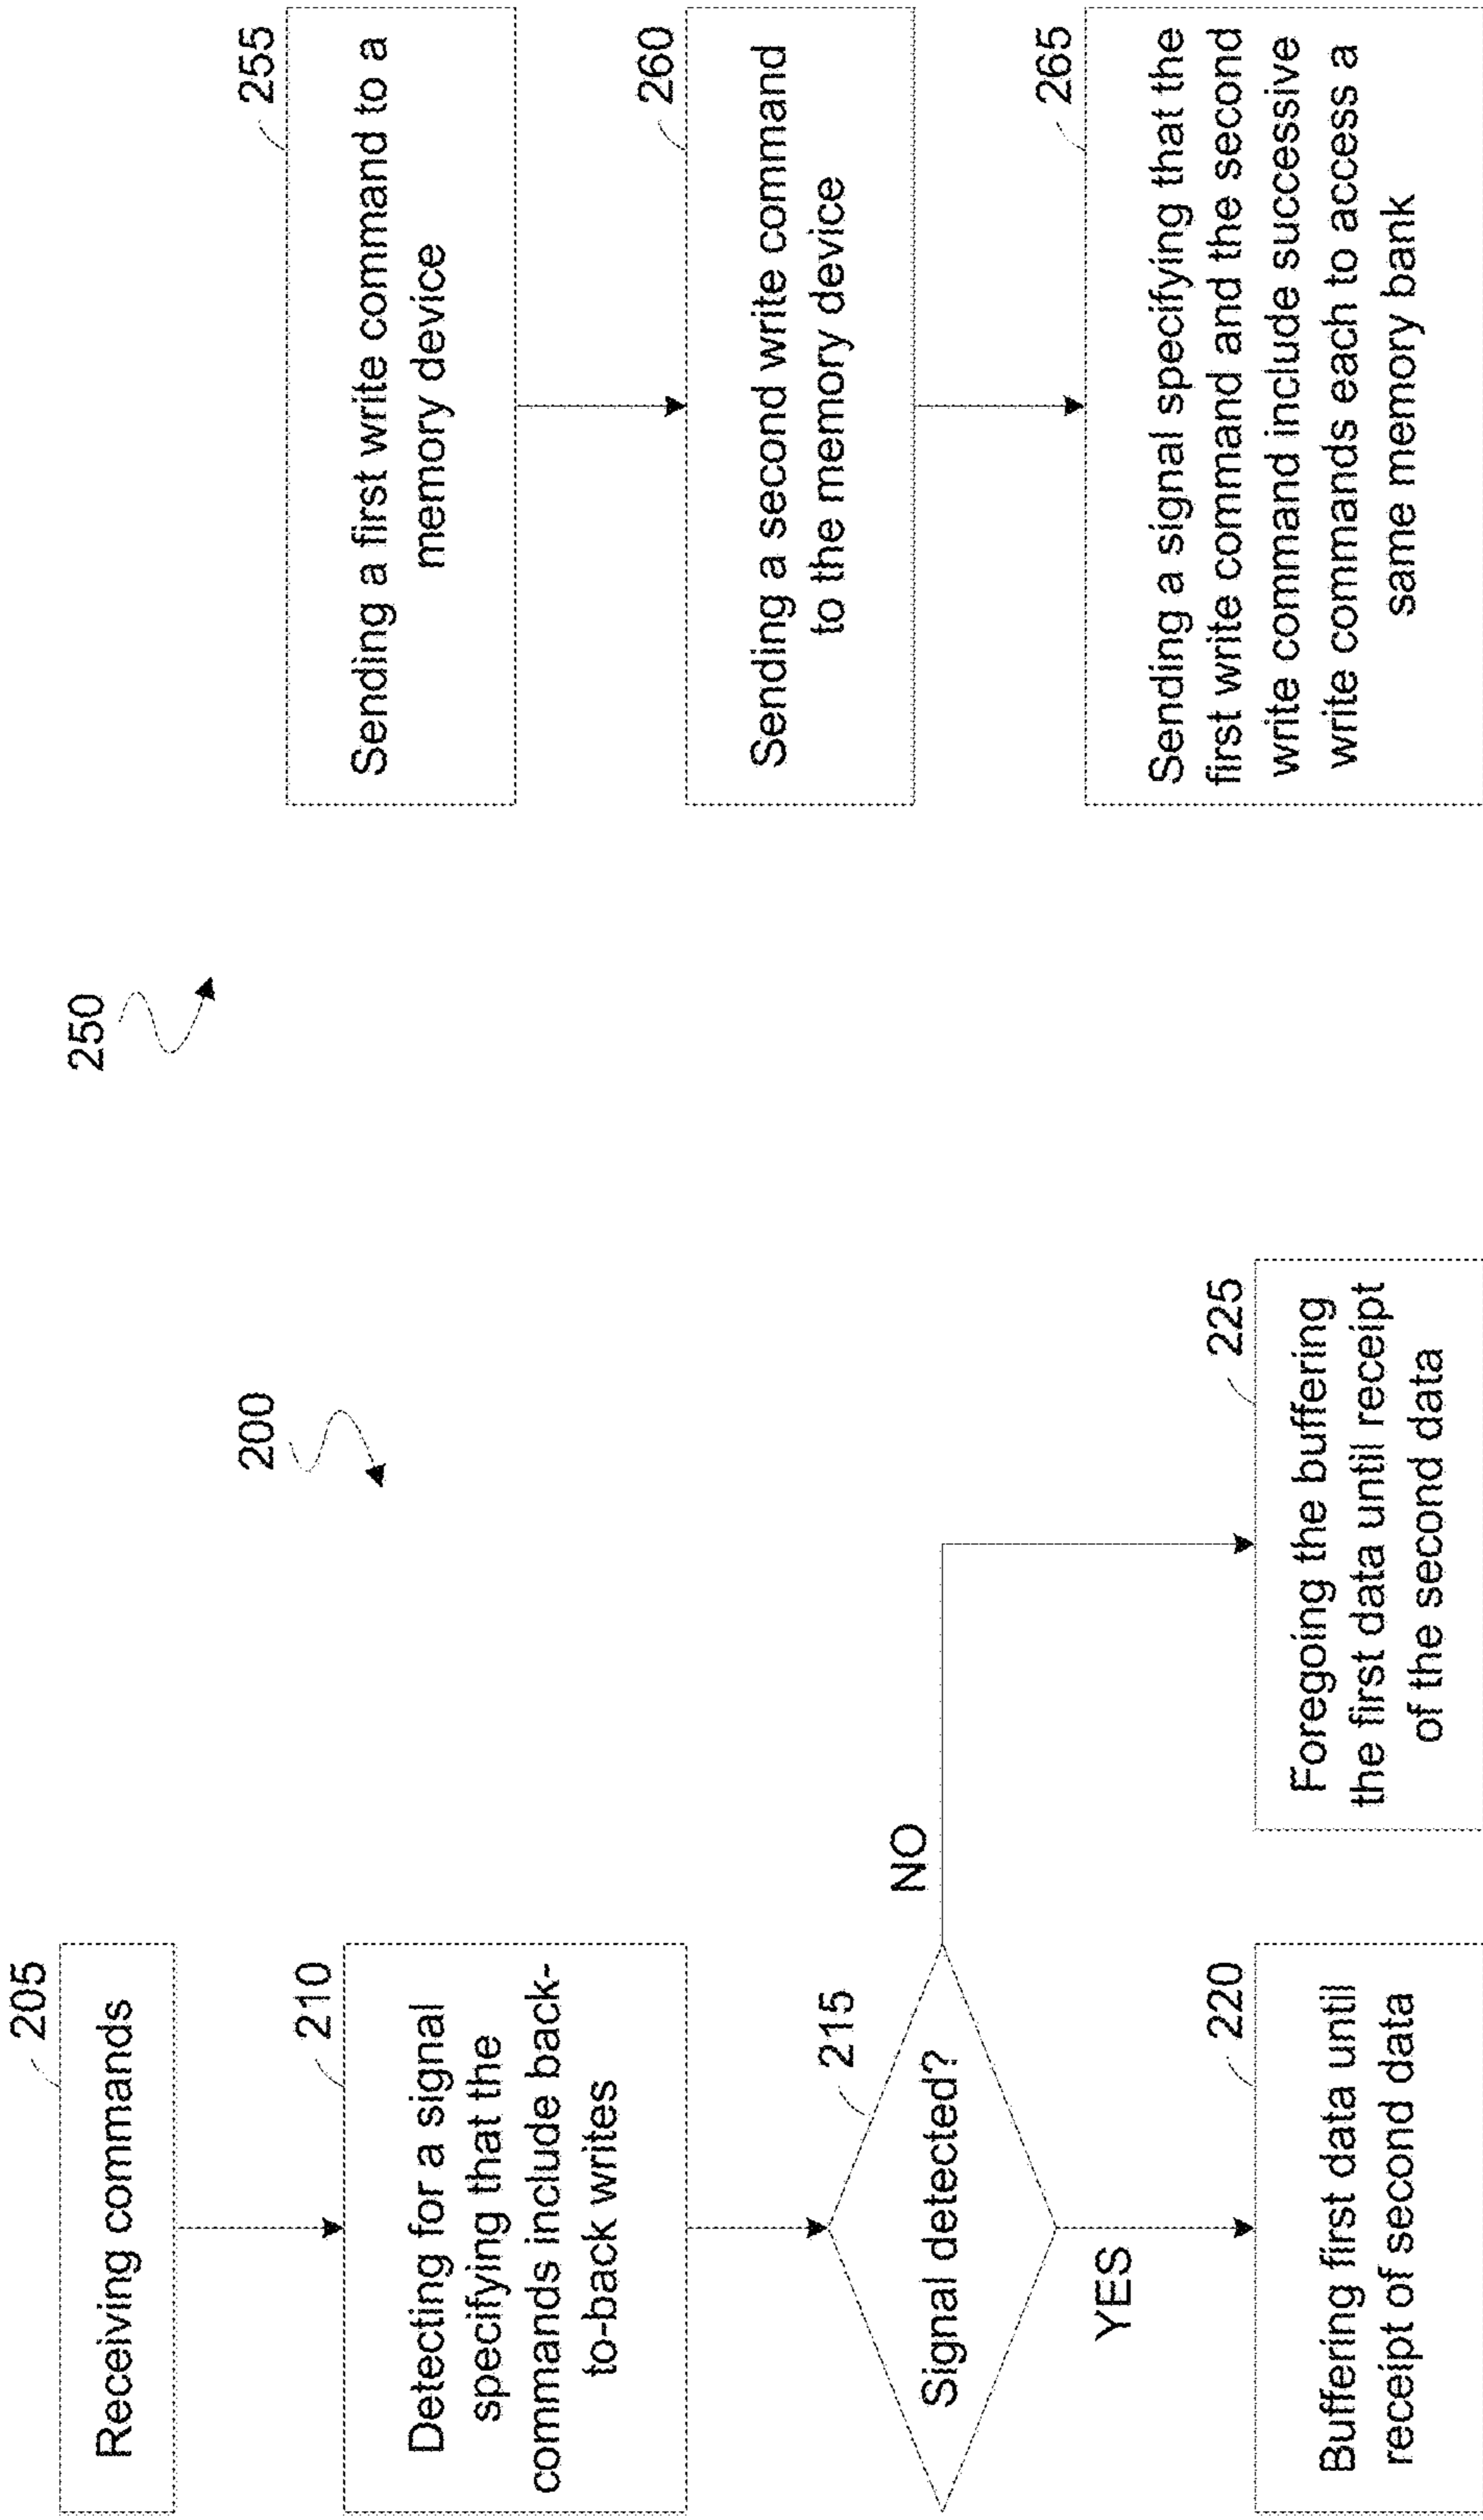 200
205
Receiving commands
210
Detecting for a signal
specifying that the
commands include back-
to-back writes
215
Signal detected?
NO
YES
220
Buffering first data until
receipt of second data
225
Foregoing the buffering
the first data until receipt
of the second data
250
255
Sending a first write command to a
memory device
260
Sending a second write command
to the memory device
265
Sending a signal specifying that the
first write command and the second
write command include successive
write commands each to access a
same memory bank